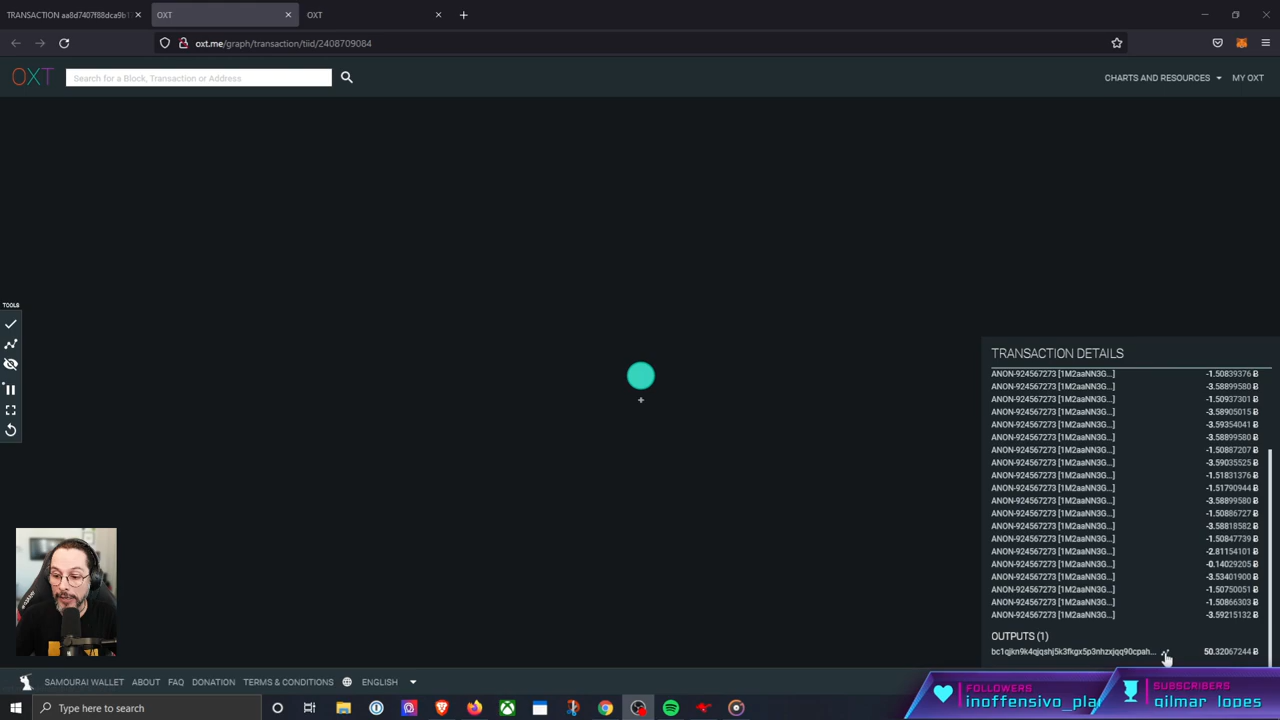 TRANSACTION aa8d7407f88dca9b1
OXT
OXT
oxt.me/graph/transaction/tiid/2408709084
OXT
Search for a Block, Transaction or Address
CHARTS AND RESOURCES
MY OXT
TOOLS
TRANSACTION DETAILS
ANON-924567273 [1M2aaNN3G...] -1.50839376 Ƀ
ANON-924567273 [1M2aaNN3G...] -3.58899580 Ƀ
ANON-924567273 [1M2aaNN3G...] -1.50937301 Ƀ
ANON-924567273 [1M2aaNN3G...] -3.58905015 Ƀ
ANON-924567273 [1M2aaNN3G...] -3.59354041 Ƀ
ANON-924567273 [1M2aaNN3G...] -3.58899580 Ƀ
ANON-924567273 [1M2aaNN3G...] -1.50887207 Ƀ
ANON-924567273 [1M2aaNN3G...] -3.59035525 Ƀ
ANON-924567273 [1M2aaNN3G...] -1.51831376 Ƀ
ANON-924567273 [1M2aaNN3G...] -1.51790944 Ƀ
ANON-924567273 [1M2aaNN3G...] -3.58899580 Ƀ
ANON-924567273 [1M2aaNN3G...] -1.50886727 Ƀ
ANON-924567273 [1M2aaNN3G...] -3.58818582 Ƀ
ANON-924567273 [1M2aaNN3G...] -1.50847739 Ƀ
ANON-924567273 [1M2aaNN3G...] -2.81154101 Ƀ
ANON-924567273 [1M2aaNN3G...] -0.14029205 Ƀ
ANON-924567273 [1M2aaNN3G...] -3.53401900 Ƀ
ANON-924567273 [1M2aaNN3G...] -1.50750051 Ƀ
ANON-924567273 [1M2aaNN3G...] -1.50866303 Ƀ
ANON-924567273 [1M2aaNN3G...] -3.59215132 Ƀ
OUTPUTS (1)
bc1qjkn9k4qjqshj5k3fkgx5p3nhzxjqq90cpah... 50.32067244 Ƀ
SAMOURAI WALLET
ABOUT
FAQ
DONATION
TERMS & CONDITIONS
ENGLISH
FOLLOWERS
inoffensivo_pla
SUBSCRIBERS
gilmar_lopes
Type here to search